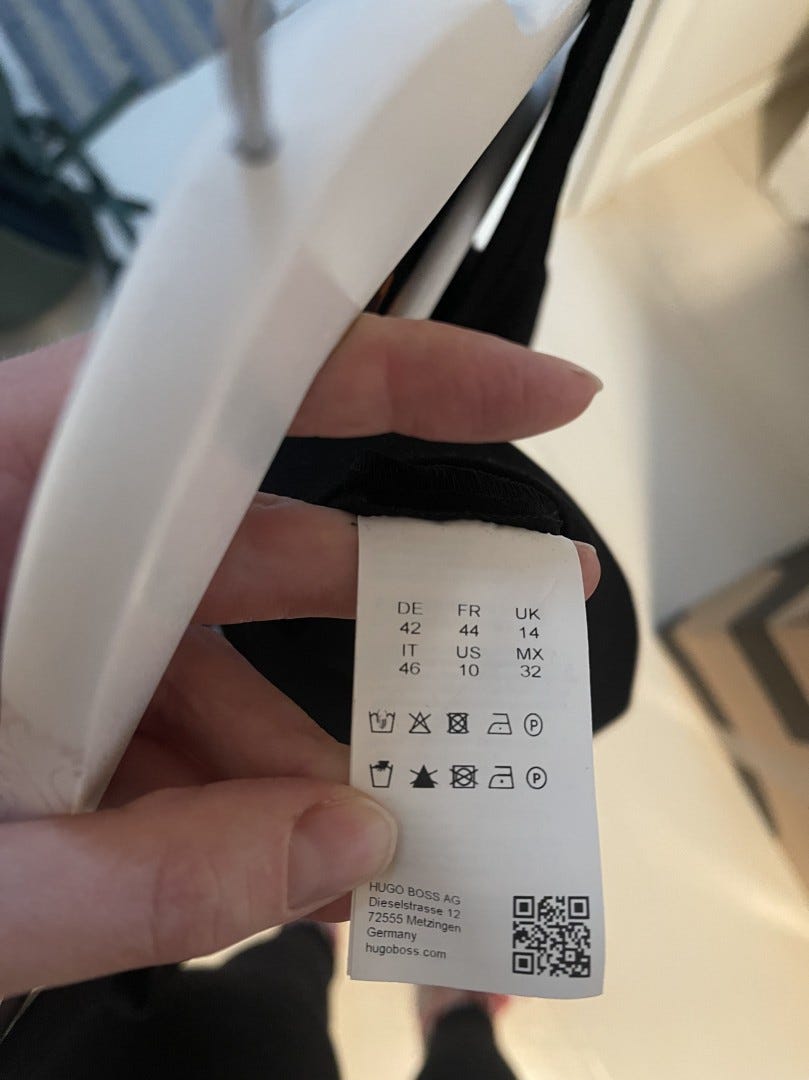 DE FR UK
42 44 14
IT US MX
46 10 32
P
P
HUGO BOSS AG
Dieselstrasse 12
72555 Metzingen
Germany
hugoboss.com